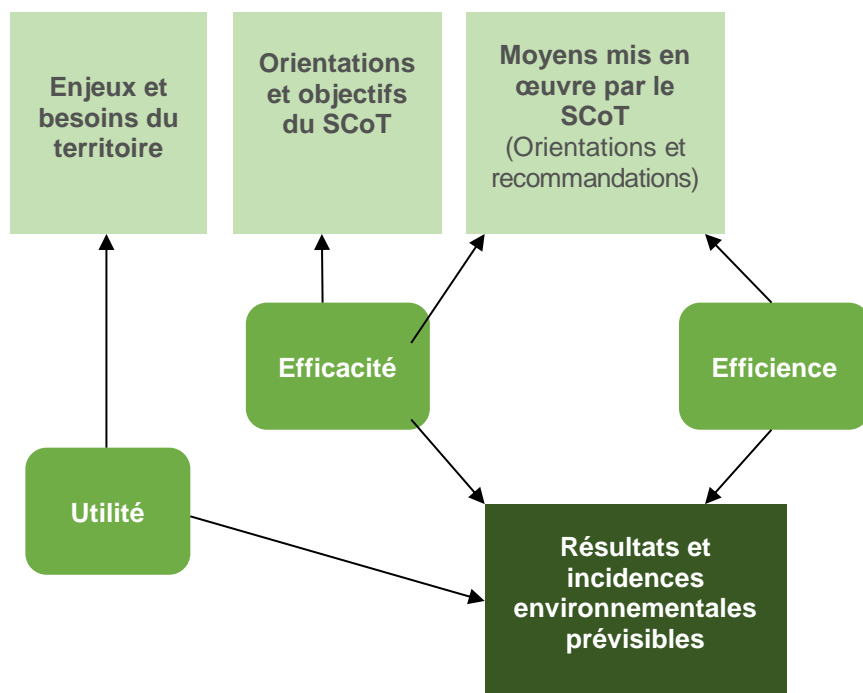 Enjeux et
besoins du
territoire
Orientations
et objectifs
du SCoT
Moyens mis en
œuvre par le
SCoT
(Orientations et
recommandations)
Efficacité
Efficience
Utilité
Résultats et
incidences
environnementales
prévisibles